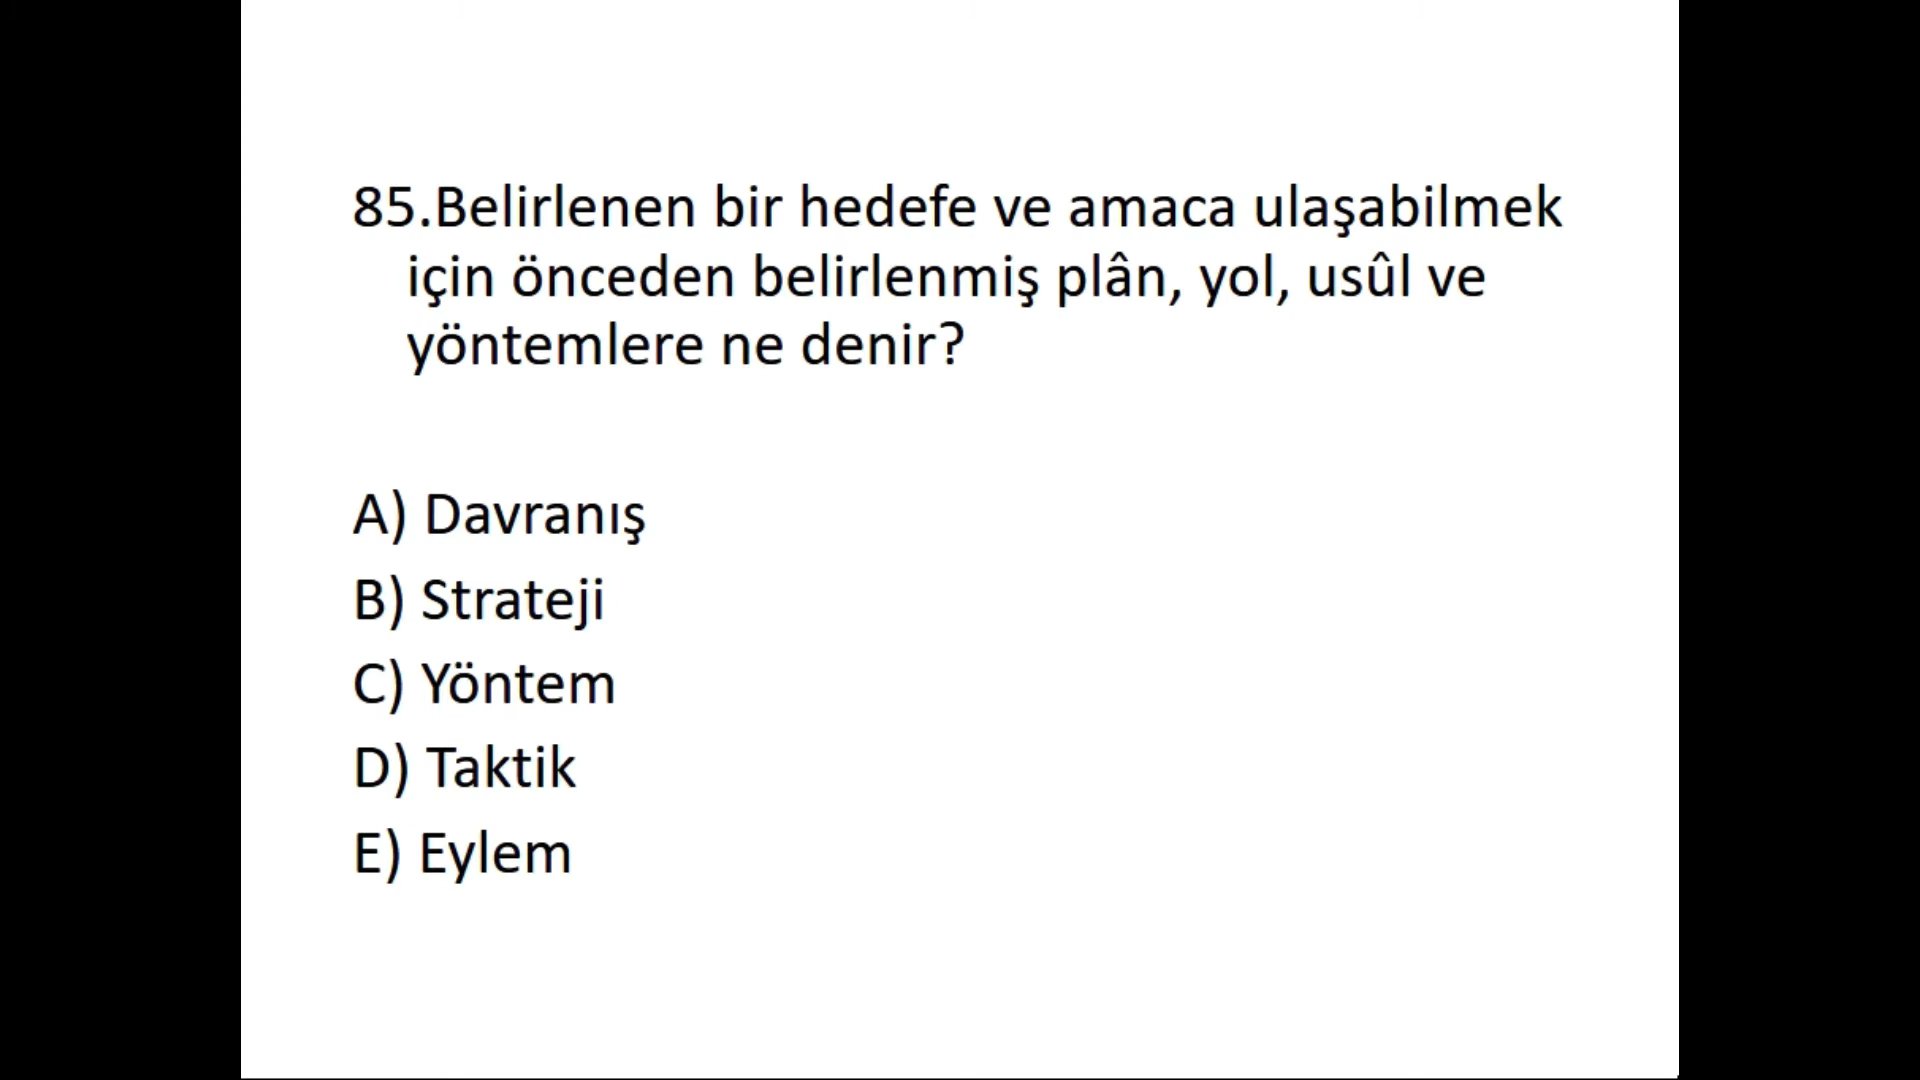 85.Belirlenen bir hedefe ve amaca ulaşabilmek
için önceden belirlenmiş plân, yol, usûl ve
yöntemlere ne denir?
A) Davranış
B) Strateji
C) Yöntem
D) Taktik
E) Eylem